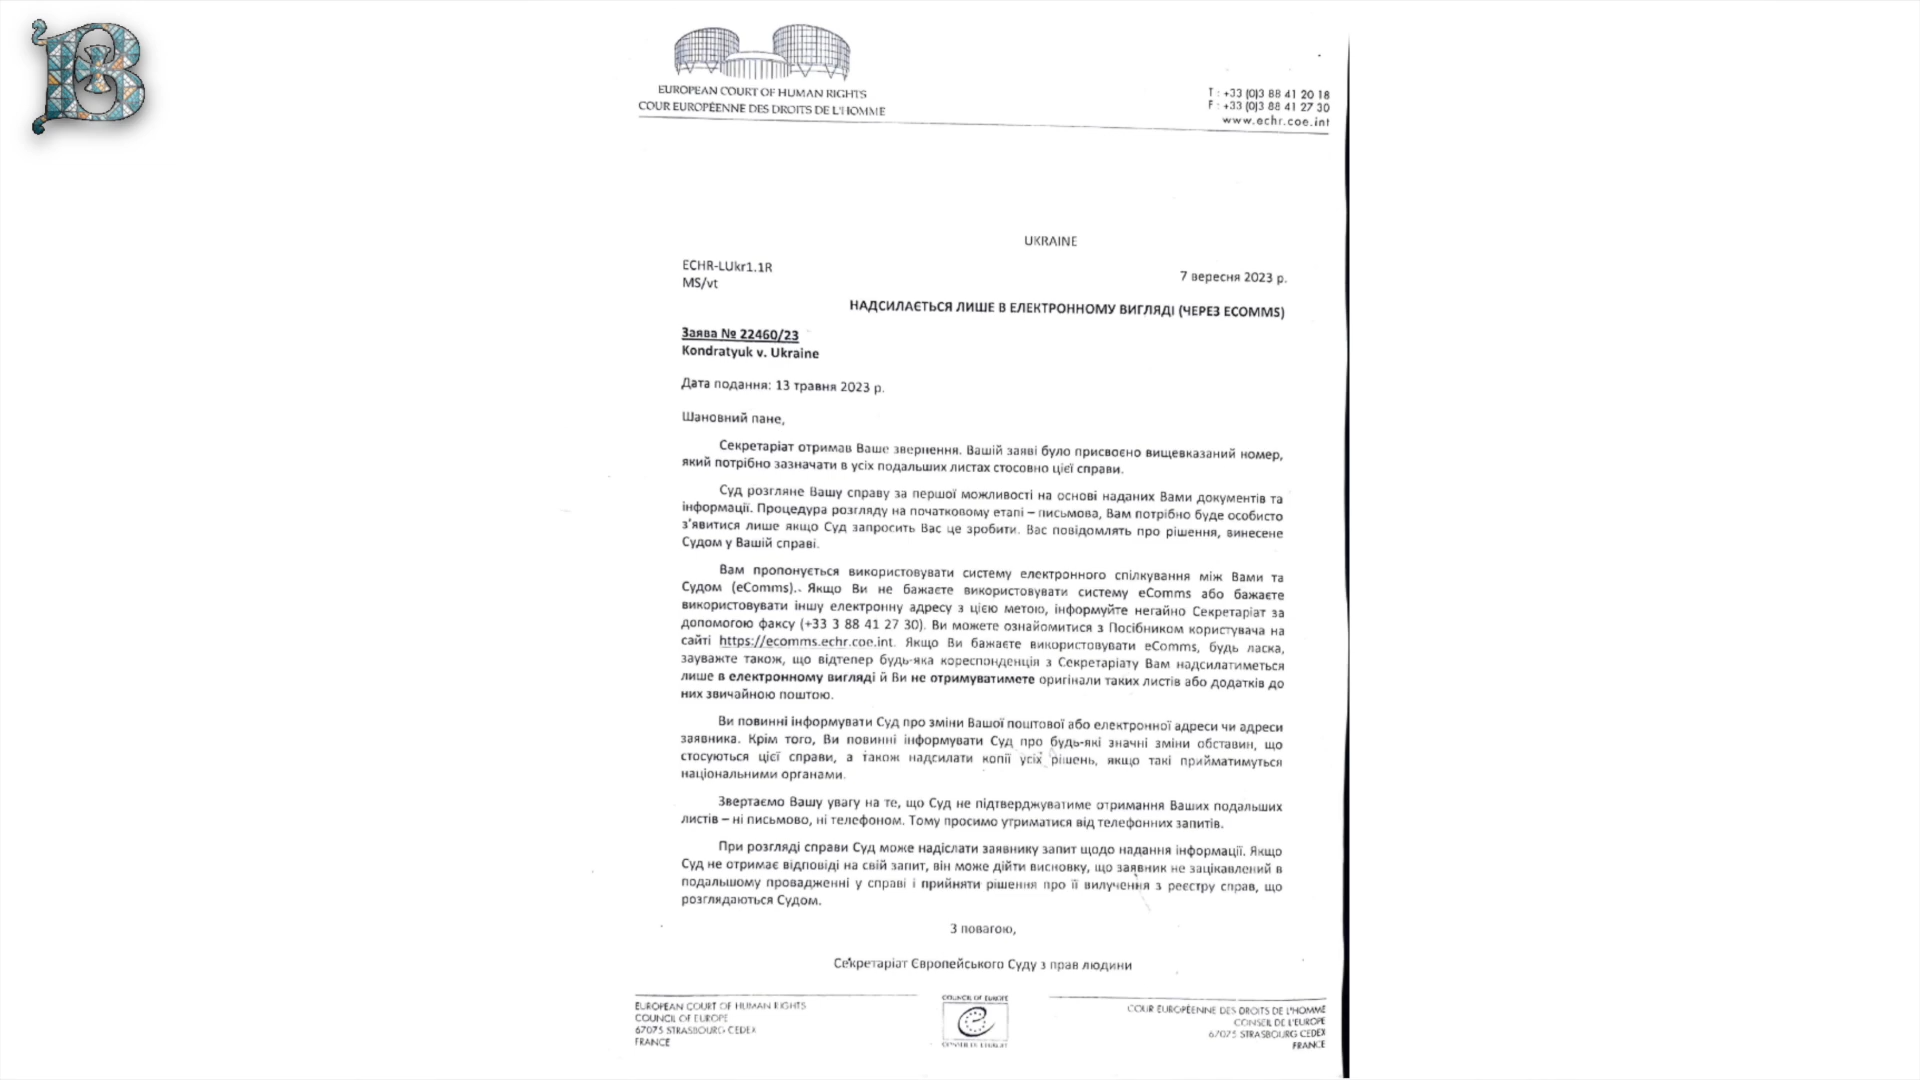 EUROPEAN COURT OF HUMAN RIGHTS
COUR EUROPÉENNE DES DROITS DE L'HOMME
T : +33 (0)3 88 41 20 18
F : +33 (0)3 88 41 27 30
www.echr.coe.int
UKRAINE
ECHR-LUkr1.1R
MS/vt
7 вересня 2023 р.
НАДСИЛАЄТЬСЯ ЛИШЕ В ЕЛЕКТРОННОМУ ВИГЛЯДІ (ЧЕРЕЗ ECOMMS)
Заява № 22460/23
Kondratyuk v. Ukraine
Дата подання: 13 травня 2023 р.
Шановний пане,
Секретаріат отримав Ваше звернення. Вашій заяві було присвоєно вищевказаний номер,
який потрібно зазначати в усіх подальших листах стосовно цієї справи.
Суд розгляне Вашу справу за першої можливості на основі наданих Вами документів та
інформації. Процедура розгляду на початковому етапі – письмова, Вам потрібно буде особисто
з'явитися лише якщо Суд запросить Вас це зробити. Вас повідомлять про рішення, винесене
Судом у Вашій справі.
Вам пропонується використовувати систему електронного спілкування між Вами та
Судом (eComms).. Якщо Ви не бажаєте використовувати систему eComms або бажаєте
використовувати іншу електронну адресу з цією метою, інформуйте негайно Секретаріат за
допомогою факсу (+33 3 88 41 27 30). Ви можете ознайомитися з Посібником користувача на
сайті https://ecomms.echr.coe.int. Якщо Ви бажаєте використовувати eComms, будь ласка,
зауважте також, що відтепер будь-яка кореспонденція з Секретаріату Вам надсилатиметься
лише в електронному вигляді й Ви не отримуватимете оригінали таких листів або додатків до
них звичайною поштою.
Ви повинні інформувати Суд про зміни Вашої поштової або електронної адреси чи адреси
заявника. Крім того, Ви повинні інформувати Суд про будь-які значні зміни обставин, що
стосуються цієї справи, а також надсилати копії усіх рішень, якщо такі прийматимуться
національними органами.
Звертаємо Вашу увагу на те, що Суд не підтверджуватиме отримання Ваших подальших
листів – ні письмово, ні телефоном. Тому просимо утриматися від телефонних запитів.
При розгляді справи Суд може надіслати заявнику запит щодо надання інформації. Якщо
Суд не отримає відповіді на свій запит, він може дійти висновку, що заявник не зацікавлений в
подальшому провадженні у справі і прийняти рішення про її вилучення з реєстру справ, що
розглядаються Судом.
З повагою,
Секретаріат Європейського Суду з прав людини
EUROPEAN COURT OF HUMAN RIGHTS
COUNCIL OF EUROPE
67075 STRASBOURG CEDEX
FRANCE
COUNCIL OF EUROPE
CONSEIL DE L'EUROPE
COUR EUROPÉENNE DES DROITS DE L'HOMME
CONSEIL DE L'EUROPE
67075 STRASBOURG CEDEX
FRANCE